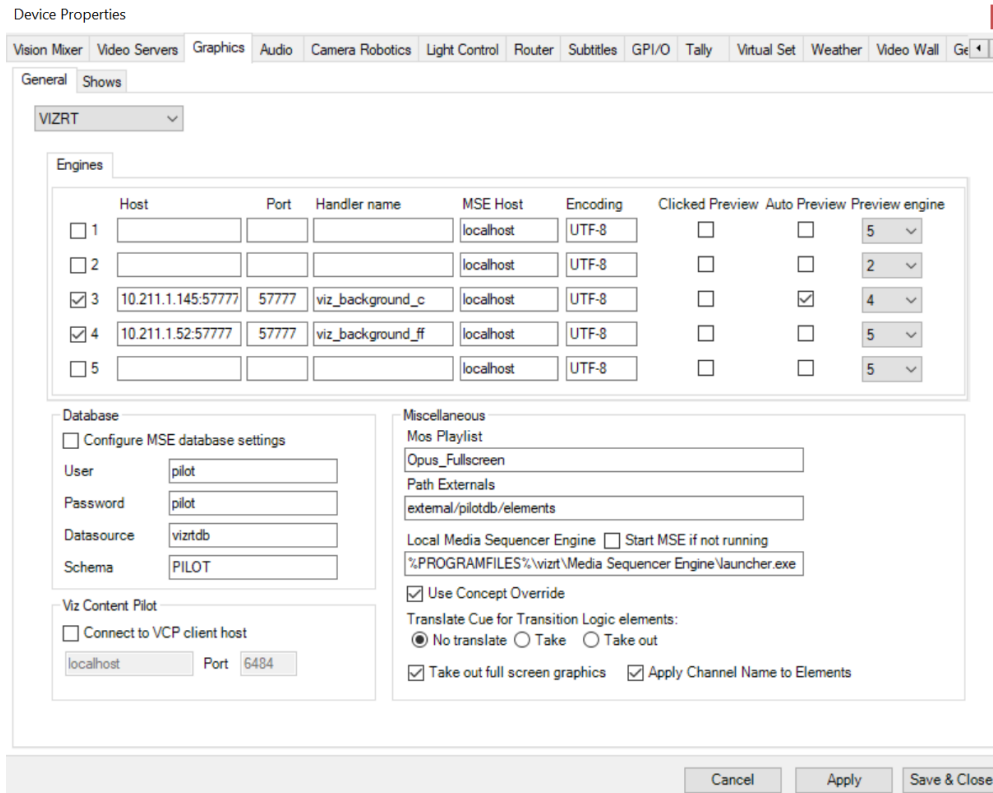 Device Properties
Vision Mixer Video Servers Graphics Audio Camera Robotics Light Control Router Subtitles GPI/O Tally Virtual Set Weather Video Wall
General Shows
VIZRT
Engines
Host Port Handler name MSE Host Encoding Clicked Preview Auto Preview Preview engine
1 localhost UTF-8 5
2 localhost UTF-8 2
3 10.211.1.145:57777 57777 viz_background_c localhost UTF-8 4
4 10.211.1.52:57777 57777 viz_background_ff localhost UTF-8 5
5 localhost UTF-8 5
Database
Configure MSE database settings
User pilot
Password pilot
Datasource vizrtdb
Schema PILOT
Viz Content Pilot
Connect to VCP client host
localhost Port 6484
Miscellaneous
Mos Playlist
Opus_Fullscreen
Path Externals
external/pilotdb/elements
Local Media Sequencer Engine Start MSE if not running
%PROGRAMFILES%\vizrt\Media Sequencer Engine\launcher.exe
Use Concept Override
Translate Cue for Transition Logic elements:
No translate Take Take out
Take out full screen graphics Apply Channel Name to Elements
Cancel Apply Save & Close